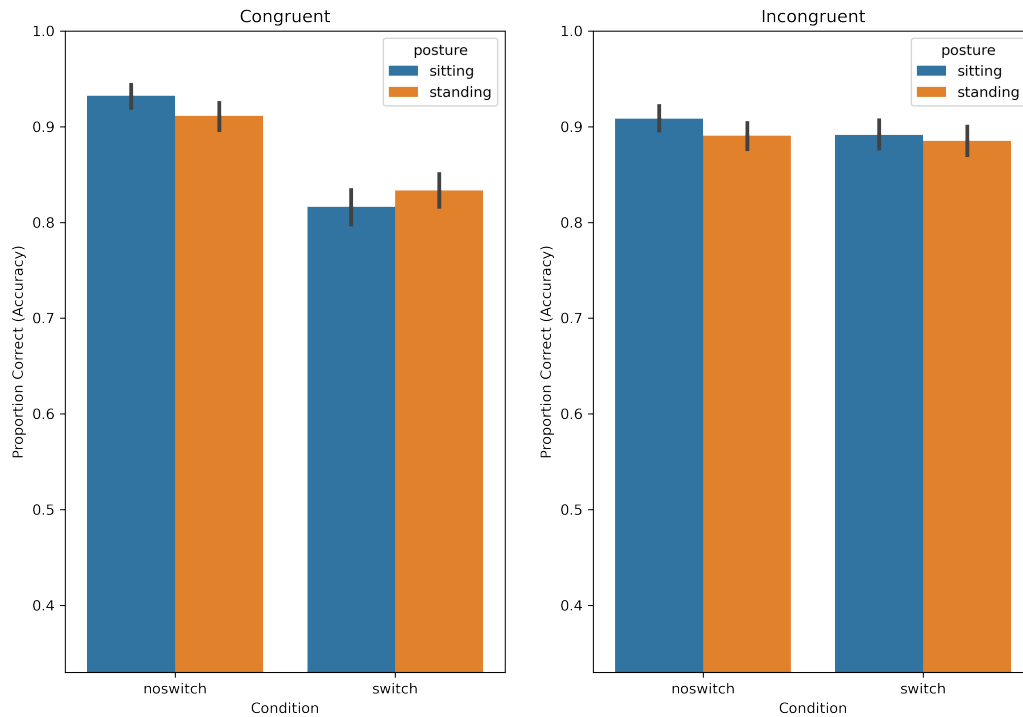 Congruent
Proportion Correct (Accuracy)
1.0
0.9
0.8
0.7
0.6
0.5
0.4
posture
sitting
standing
noswitch
switch
Condition
Incongruent
Proportion Correct (Accuracy)
1.0
0.9
0.8
0.7
0.6
0.5
0.4
posture
sitting
standing
noswitch
switch
Condition